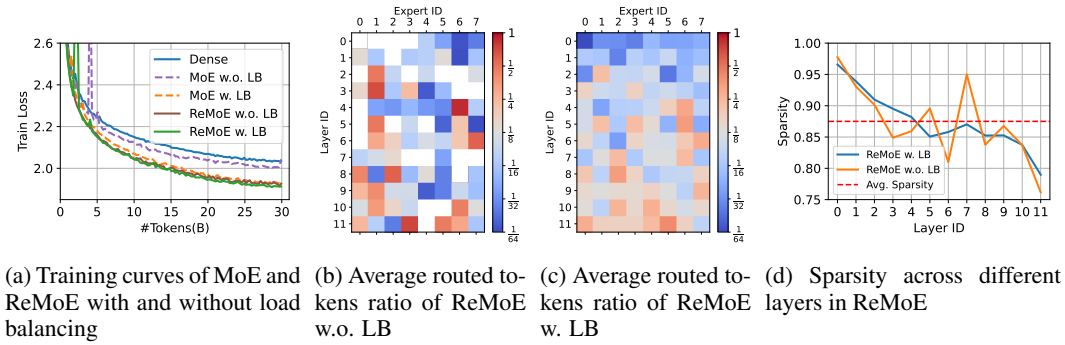 2.6
2.4
2.2
2.0
0 5 10 15 20 25 30
Train Loss
#Tokens(B)
Dense
MoE w.o. LB
MoE w. LB
ReMoE w.o. LB
ReMoE w. LB
Expert ID
0 1 2 3 4 5 6 7
Layer ID
0
1
2
3
4
5
6
7
8
9
10
11
1
1/2
1/4
1/8
1/16
1/32
1/64
Expert ID
0 1 2 3 4 5 6 7
Layer ID
0
1
2
3
4
5
6
7
8
9
10
11
1
1/2
1/4
1/8
1/16
1/32
1/64
1.00
0.95
0.90
0.85
0.80
0.75
Sparsity
ReMoE w. LB
ReMoE w.o. LB
Avg. Sparsity
0 1 2 3 4 5 6 7 8 9 10 11
Layer ID
(a) Training curves of MoE and
ReMoE with and without load
balancing
(b) Average routed to-
kens ratio of ReMoE
w.o. LB
(c) Average routed to-
kens ratio of ReMoE
w. LB
(d) Sparsity across different
layers in ReMoE